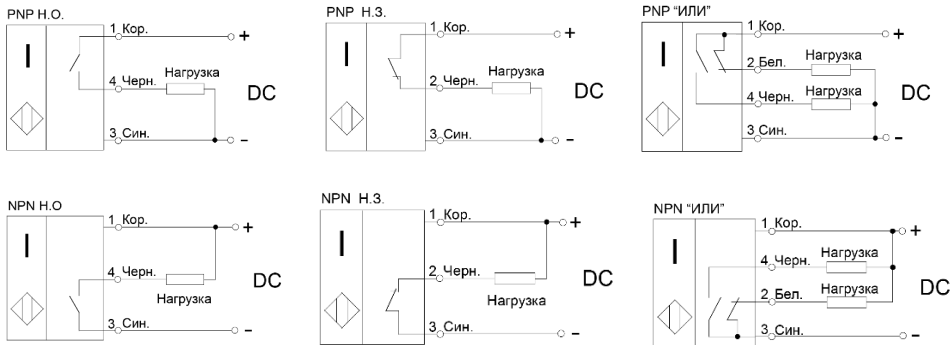 PNP Н.О.
1 Кор.
+
4 Черн.
Нагрузка
DC
3 Син.
-
PNP Н.З.
1 Кор.
+
2 Черн.
Нагрузка
DC
3 Син.
-
PNP “ИЛИ”
1 Кор.
+
2 Бел.
Нагрузка
DC
4 Черн.
Нагрузка
3 Син.
-
NPN Н.О
1 Кор.
+
4 Черн.
Нагрузка
DC
3 Син.
-
NPN Н.З.
1 Кор.
+
2 Черн.
Нагрузка
DC
3 Син.
-
NPN “ИЛИ”
1 Кор.
+
4 Черн.
Нагрузка
DC
2 Бел.
Нагрузка
3 Син.
-